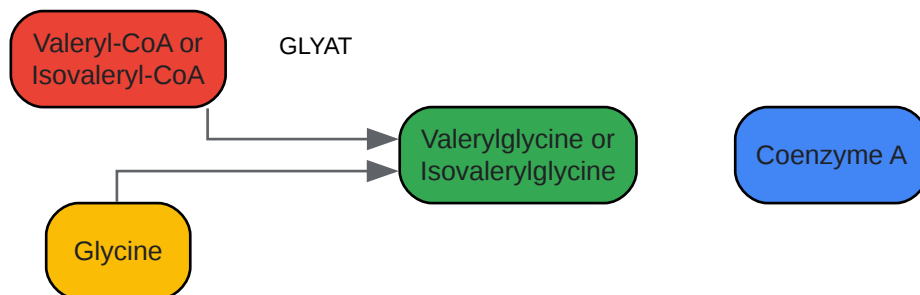 Valeryl-CoA or
Isovaleryl-CoA
GLYAT
Valerylglycine or
Isovalerylglycine
Coenzyme A
Glycine